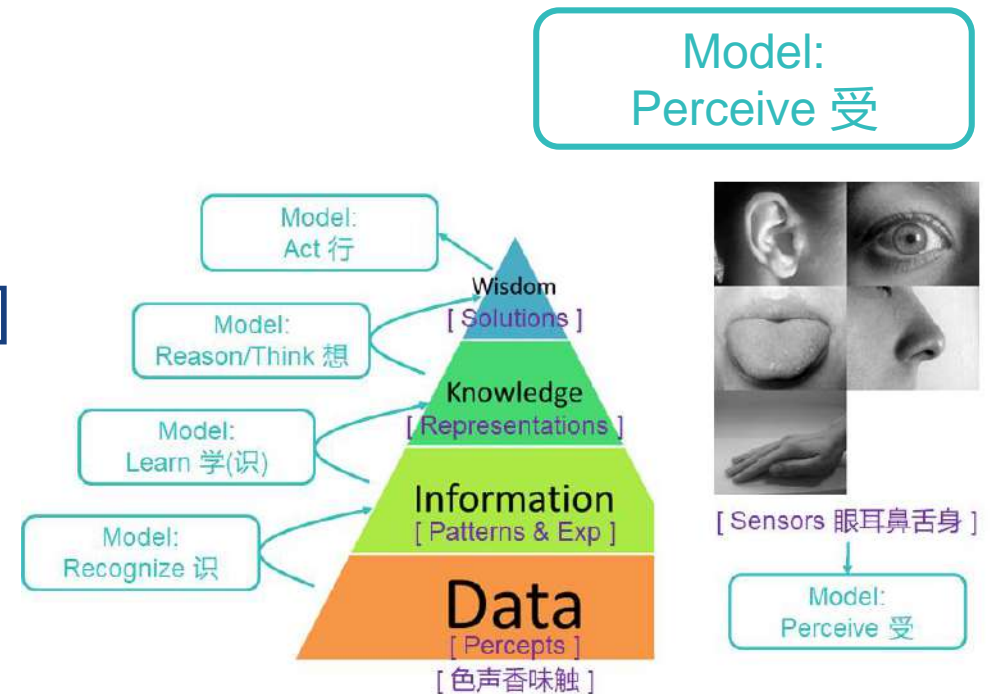 Model:
Perceive 受
Model:
Act 行
Wisdom
[ Solutions ]
Model:
Reason/Think 想
Knowledge
[ Representations ]
Model:
Learn 学(识)
Information
[ Patterns & Exp ]
Model:
Recognize 识
Data
[ Percepts ]
[ 色声香味触 ]
[ Sensors 眼耳鼻舌身 ]
Model:
Perceive 受